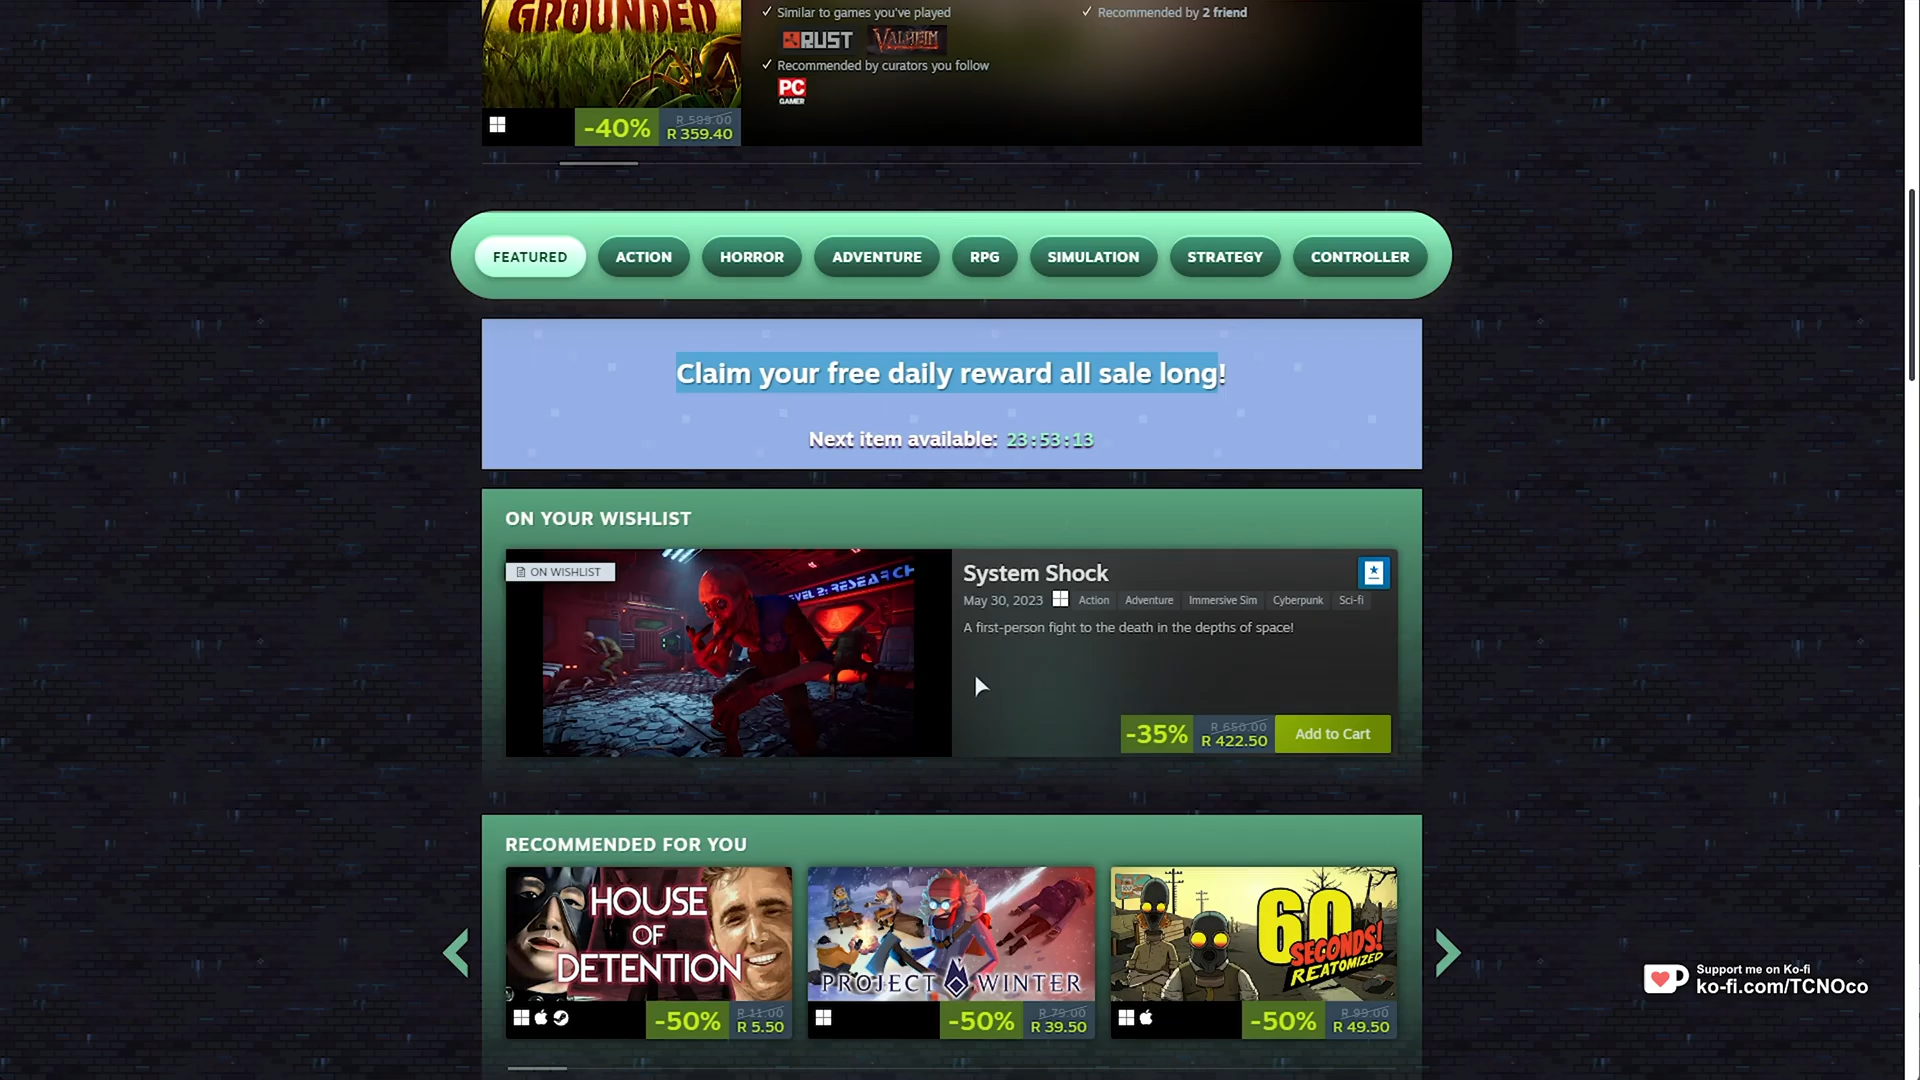 GROUNDED
✓ Similar to games you've played
✓ Recommended by 2 friend
RUST
VALHEIM
✓ Recommended by curators you follow
PC
GAMER
-40%
R 599.00
R 359.40
FEATURED
ACTION
HORROR
ADVENTURE
RPG
SIMULATION
STRATEGY
CONTROLLER
Claim your free daily reward all sale long!
Next item available: 23:53:13
ON YOUR WISHLIST
ON WISHLIST
System Shock
May 30, 2023
Action
Adventure
Immersive Sim
Cyberpunk
Sci-fi
A first-person fight to the death in the depths of space!
-35%
R 650.00
R 422.50
Add to Cart
RECOMMENDED FOR YOU
HOUSE
OF
DETENTION
-50%
R 11.00
R 5.50
PROJECT WINTER
-50%
R 79.00
R 39.50
60
SECONDS!
REATOMIZED
-50%
R 99.00
R 49.50
Support me on Ko-fi
ko-fi.com/TCNOco